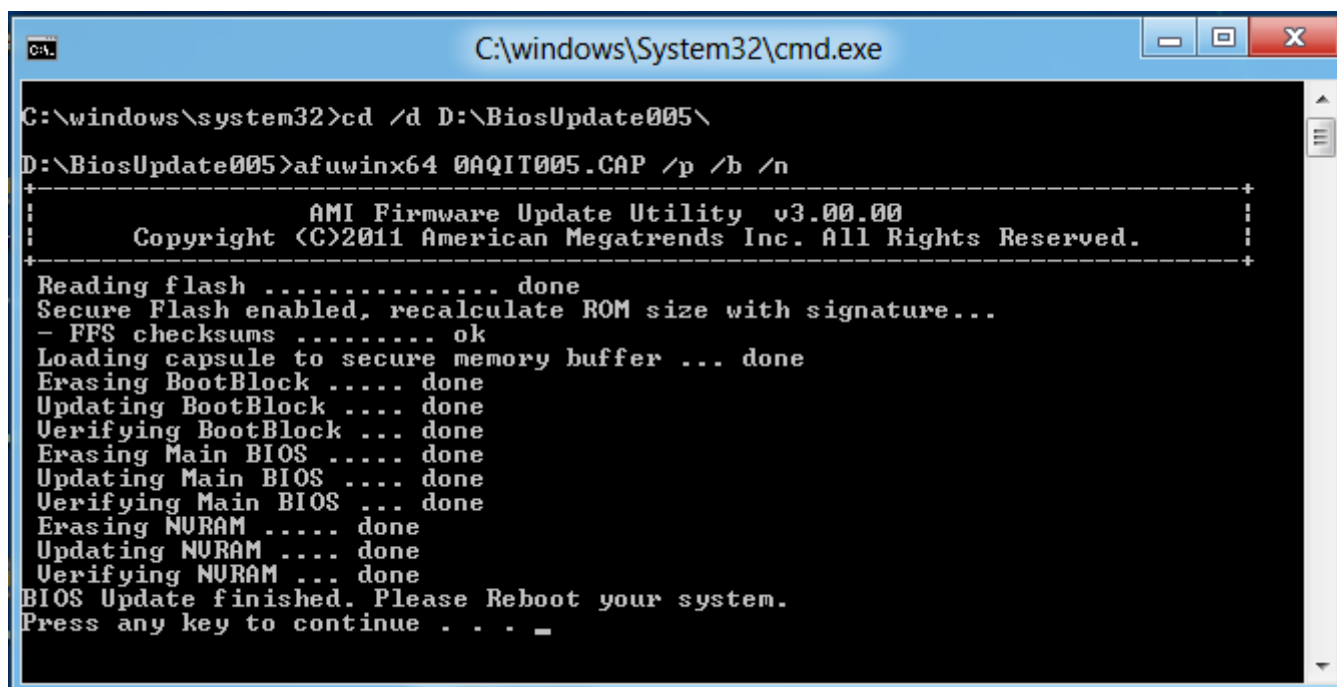 C:\windows\System32\cmd.exe
C:\windows\system32>cd /d D:\BiosUpdate005\
D:\BiosUpdate005>afuwinx64 0AQIT005.CAP /p /b /n
+---------------------------------------------------------------------------+
AMI Firmware Update Utility v3.00.00
Copyright (C)2011 American Megatrends Inc. All Rights Reserved.
+---------------------------------------------------------------------------+
Reading flash ............... done
Secure Flash enabled, recalculate ROM size with signature...
- FFS checksums ......... ok
Loading capsule to secure memory buffer ... done
Erasing BootBlock ..... done
Updating BootBlock .... done
Verifying BootBlock ... done
Erasing Main BIOS ..... done
Updating Main BIOS .... done
Verifying Main BIOS ... done
Erasing NVRAM ..... done
Updating NVRAM .... done
Verifying NVRAM ... done
BIOS Update finished. Please Reboot your system.
Press any key to continue . . . _